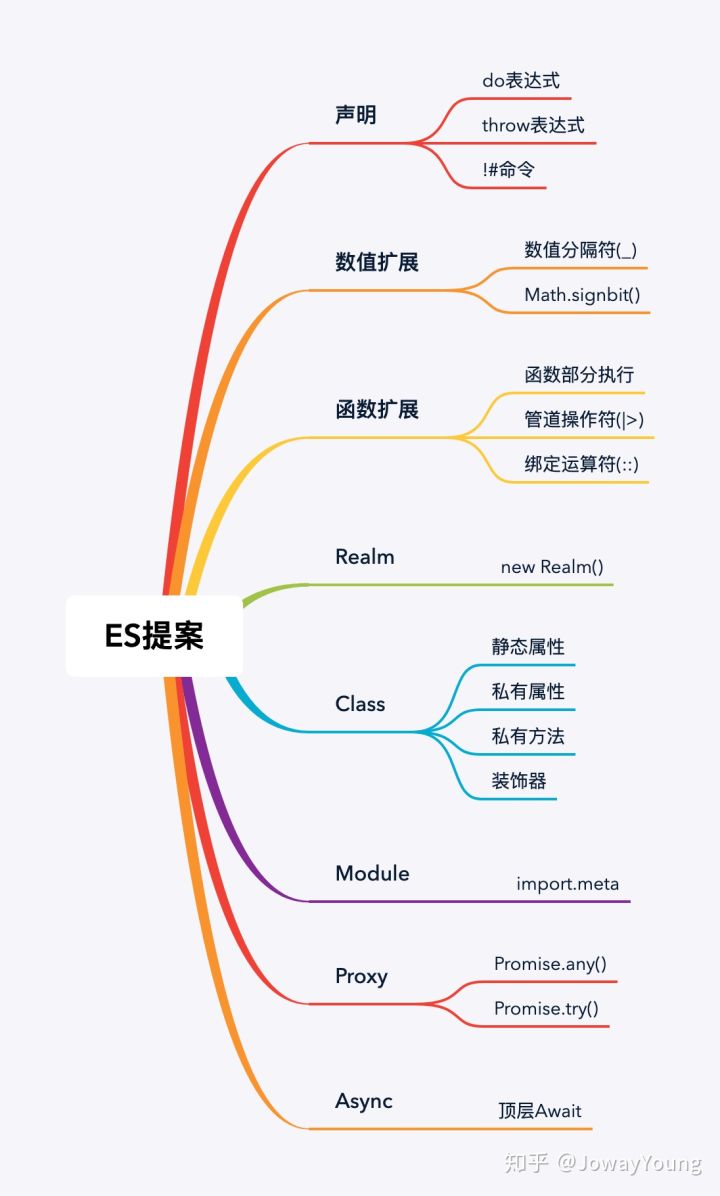 do表达式
声明
throw表达式
!#命令
数值分隔符(_)
数值扩展
Math.signbit()
函数部分执行
函数扩展
管道操作符(|>)
绑定运算符(::)
Realm
new Realm()
ES提案
静态属性
私有属性
Class
私有方法
装饰器
Module
import.meta
Promise.any()
Proxy
Promise.try()
Async
顶层Await
知乎 @JowayYoung